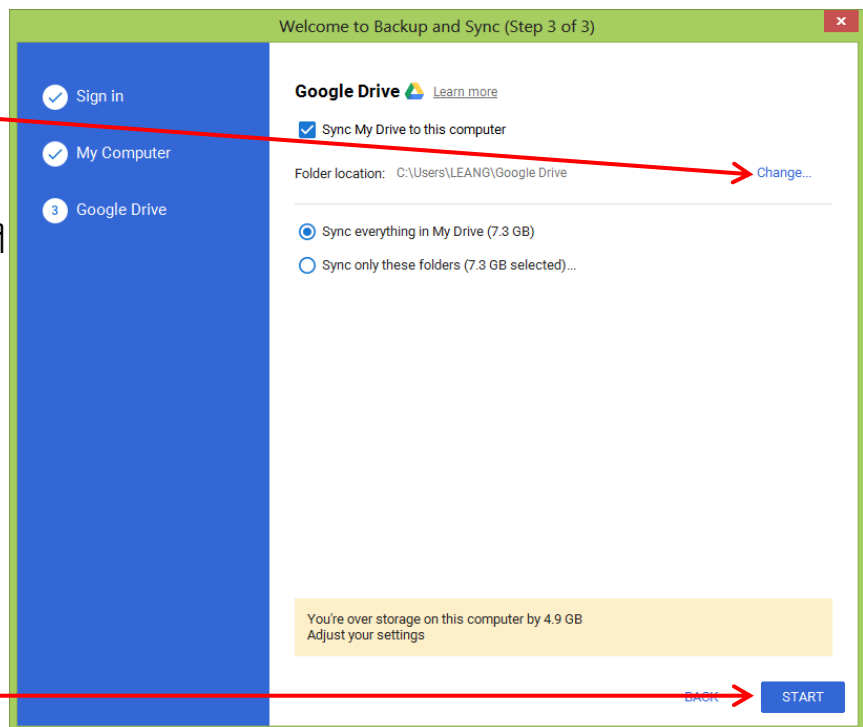 Welcome to Backup and Sync (Step 3 of 3)
x
Sign in
My Computer
3 Google Drive
Google Drive Learn more
Sync My Drive to this computer
Folder location: C:\Users\LEANG\Google Drive Change...
Sync everything in My Drive (7.3 GB)
Sync only these folders (7.3 GB selected)...
You're over storage on this computer by 4.9 GB
Adjust your settings
BACK START